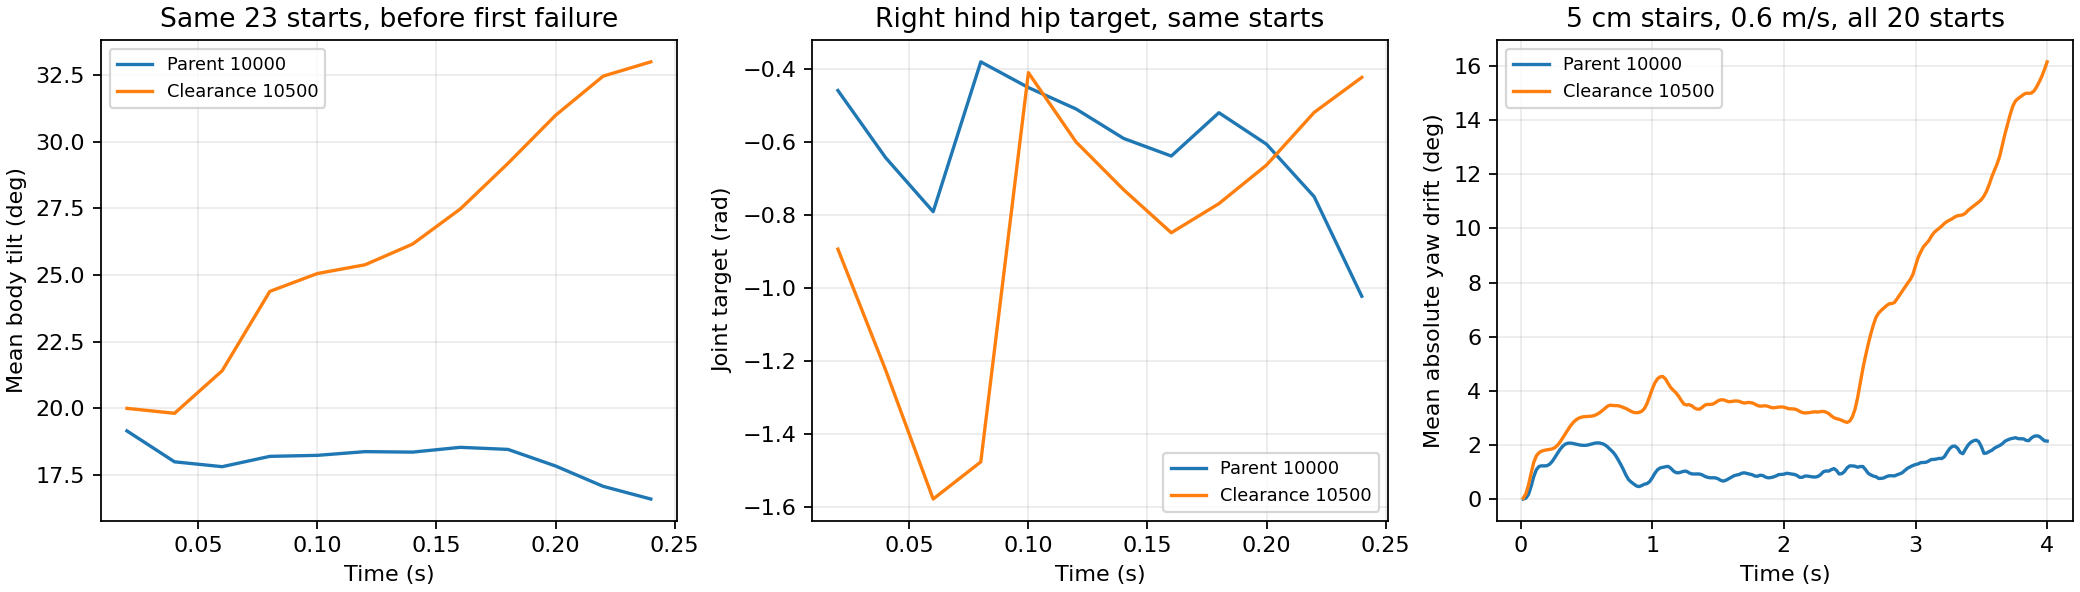 Same 23 starts, before first failure
Parent 10000
Clearance 10500
32.5
30.0
27.5
25.0
22.5
20.0
17.5
Mean body tilt (deg)
0.05
0.10
0.15
0.20
0.25
Time (s)
Right hind hip target, same starts
−0.4
−0.6
−0.8
−1.0
−1.2
−1.4
−1.6
Joint target (rad)
Parent 10000
Clearance 10500
0.05
0.10
0.15
0.20
0.25
Time (s)
5 cm stairs, 0.6 m/s, all 20 starts
Parent 10000
Clearance 10500
16
14
12
10
8
6
4
2
0
Mean absolute yaw drift (deg)
0
1
2
3
4
Time (s)